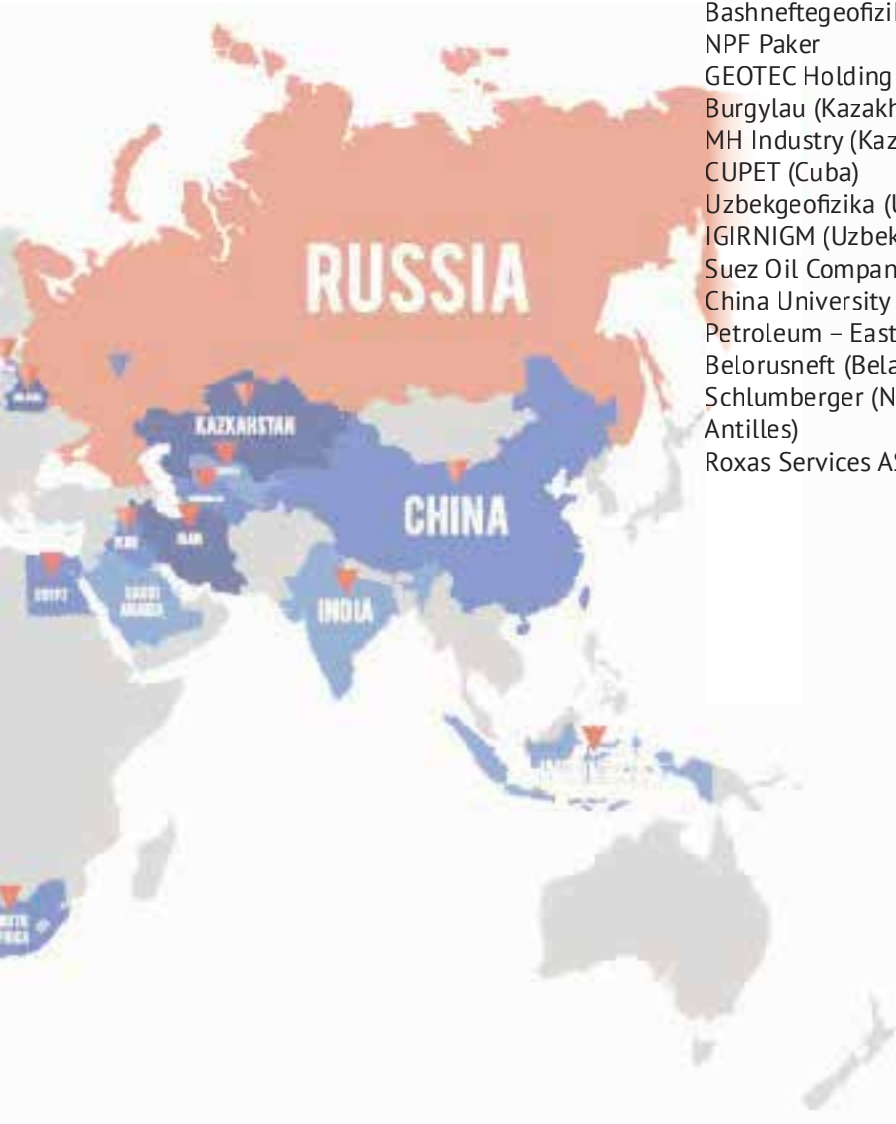 Bashneftegeofizi
NPF Paker
GEOTEC Holding
Burgylau (Kazakh
MH Industry (Kaz
CUPET (Cuba)
Uzbekgeofizika (U
IGIRNIGM (Uzbek
Suez Oil Compan
China University
Petroleum – East
Belorusneft (Bela
Schlumberger (N
Antilles)
Roxas Services AS
RUSSIA
KAZKAHSTAN
CHINA
IRAN
EGYPT
SAUDI
ARABIA
INDIA